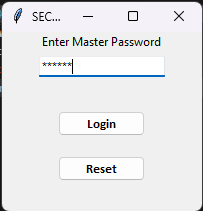 SEC...
Enter Master Password
******
Login
Reset